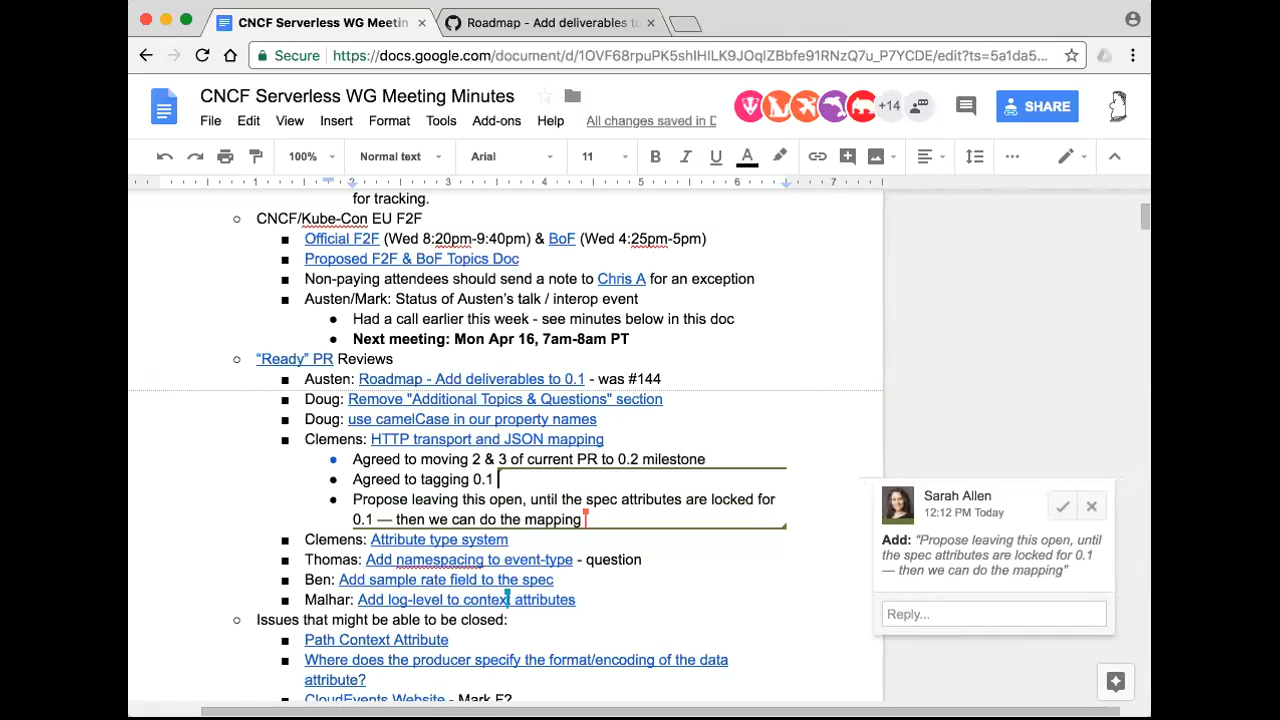 CNCF Serverless WG Meetin
Roadmap - Add deliverables to
Secure
https://docs.google.com/document/d/1OVF68rpuPK5shIHILK9JOqlZBbfe91RNzQ7u_P7YCDE/edit?ts=5a1da5...
CNCF Serverless WG Meeting Minutes
+14
SHARE
File Edit View Insert Format Tools Add-ons Help All changes saved in D
100% Normal text Arial 11 B I U A
1 2 3 4 5 6 7
for tracking.
CNCF/Kube-Con EU F2F
Official F2F (Wed 8:20pm-9:40pm) & BoF (Wed 4:25pm-5pm)
Proposed F2F & BoF Topics Doc
Non-paying attendees should send a note to Chris A for an exception
Austen/Mark: Status of Austen's talk / interop event
Had a call earlier this week - see minutes below in this doc
Next meeting: Mon Apr 16, 7am-8am PT
“Ready” PR Reviews
Austen: Roadmap - Add deliverables to 0.1 - was #144
Doug: Remove "Additional Topics & Questions" section
Doug: use camelCase in our property names
Clemens: HTTP transport and JSON mapping
Agreed to moving 2 & 3 of current PR to 0.2 milestone
Agreed to tagging 0.1
Propose leaving this open, until the spec attributes are locked for
0.1 — then we can do the mapping
Clemens: Attribute type system
Thomas: Add namespacing to event-type - question
Ben: Add sample rate field to the spec
Malhar: Add log-level to context attributes
Issues that might be able to be closed:
Path Context Attribute
Where does the producer specify the format/encoding of the data
attribute?
CloudEvents Website - Mark F?
Sarah Allen
12:12 PM Today
Add: "Propose leaving this open, until
the spec attributes are locked for 0.1
— then we can do the mapping"
Reply...